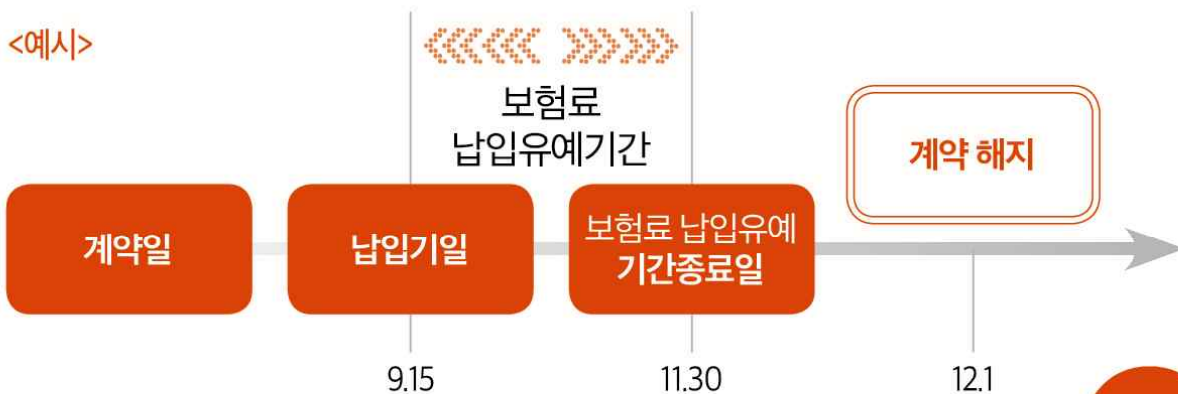 <예시>
보험료
납입유예기간
계약 해지
계약일
납입기일
보험료 납입유예
기간종료일
9.15
11.30
12.1